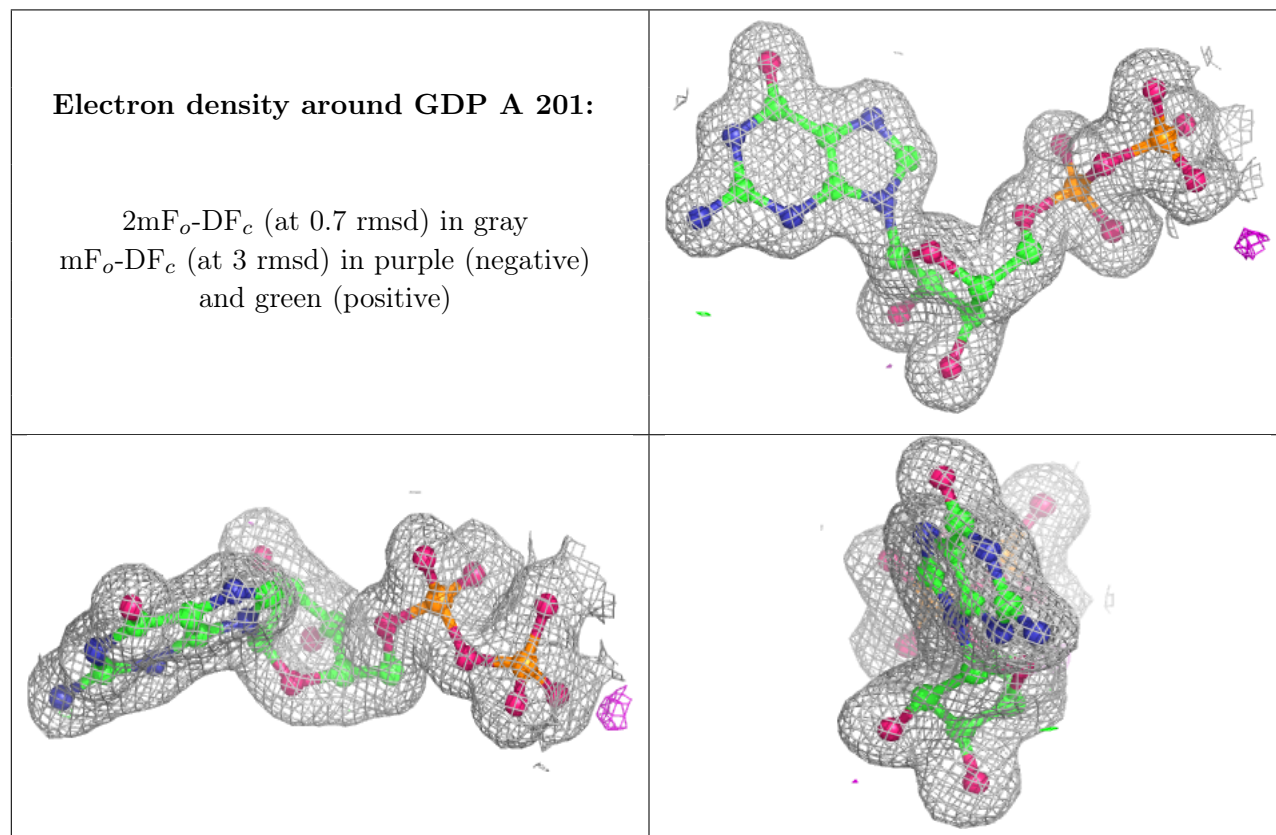 Electron density around GDP A 201:
2mFo-DFc (at 0.7 rmsd) in gray
mFo-DFc (at 3 rmsd) in purple (negative)
and green (positive)